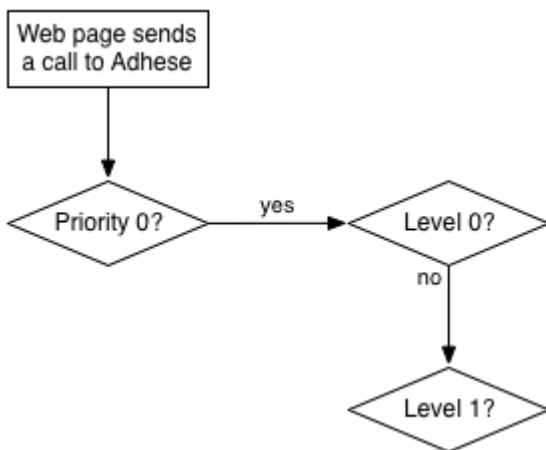 Web page sends
a call to Adhese
Priority 0?
yes
Level 0?
no
Level 1?